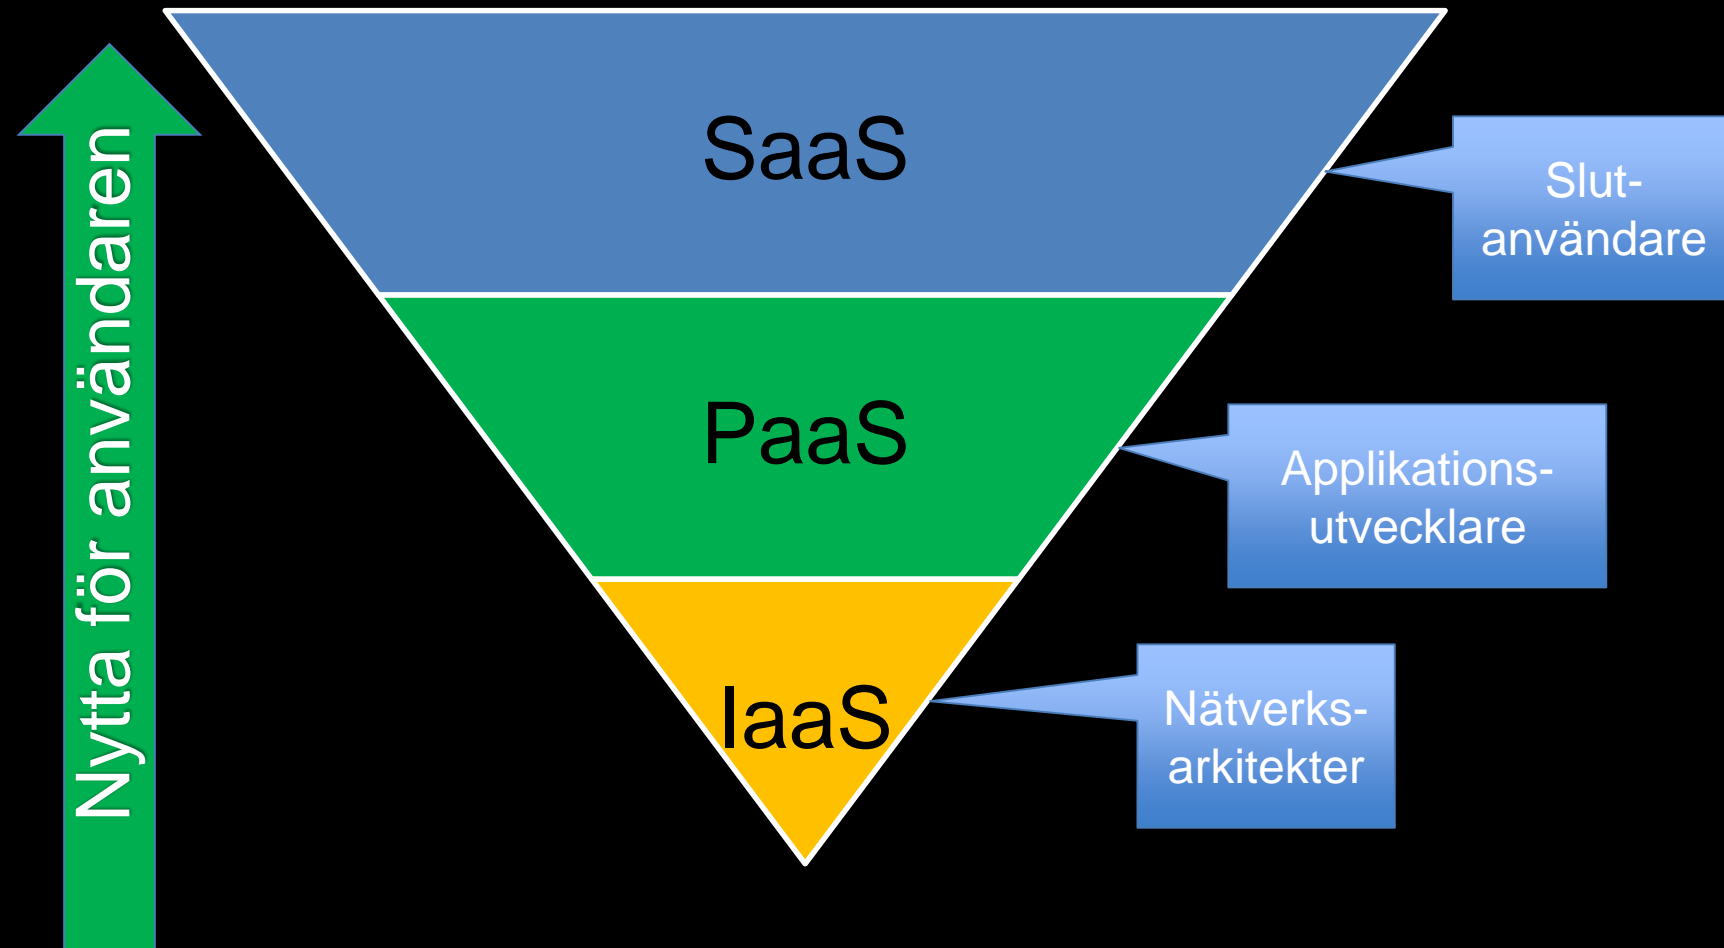 Nytta för användaren
SaaS
Slut-
användare
PaaS
Applikations-
utvecklare
IaaS
Nätverks-
arkitekter